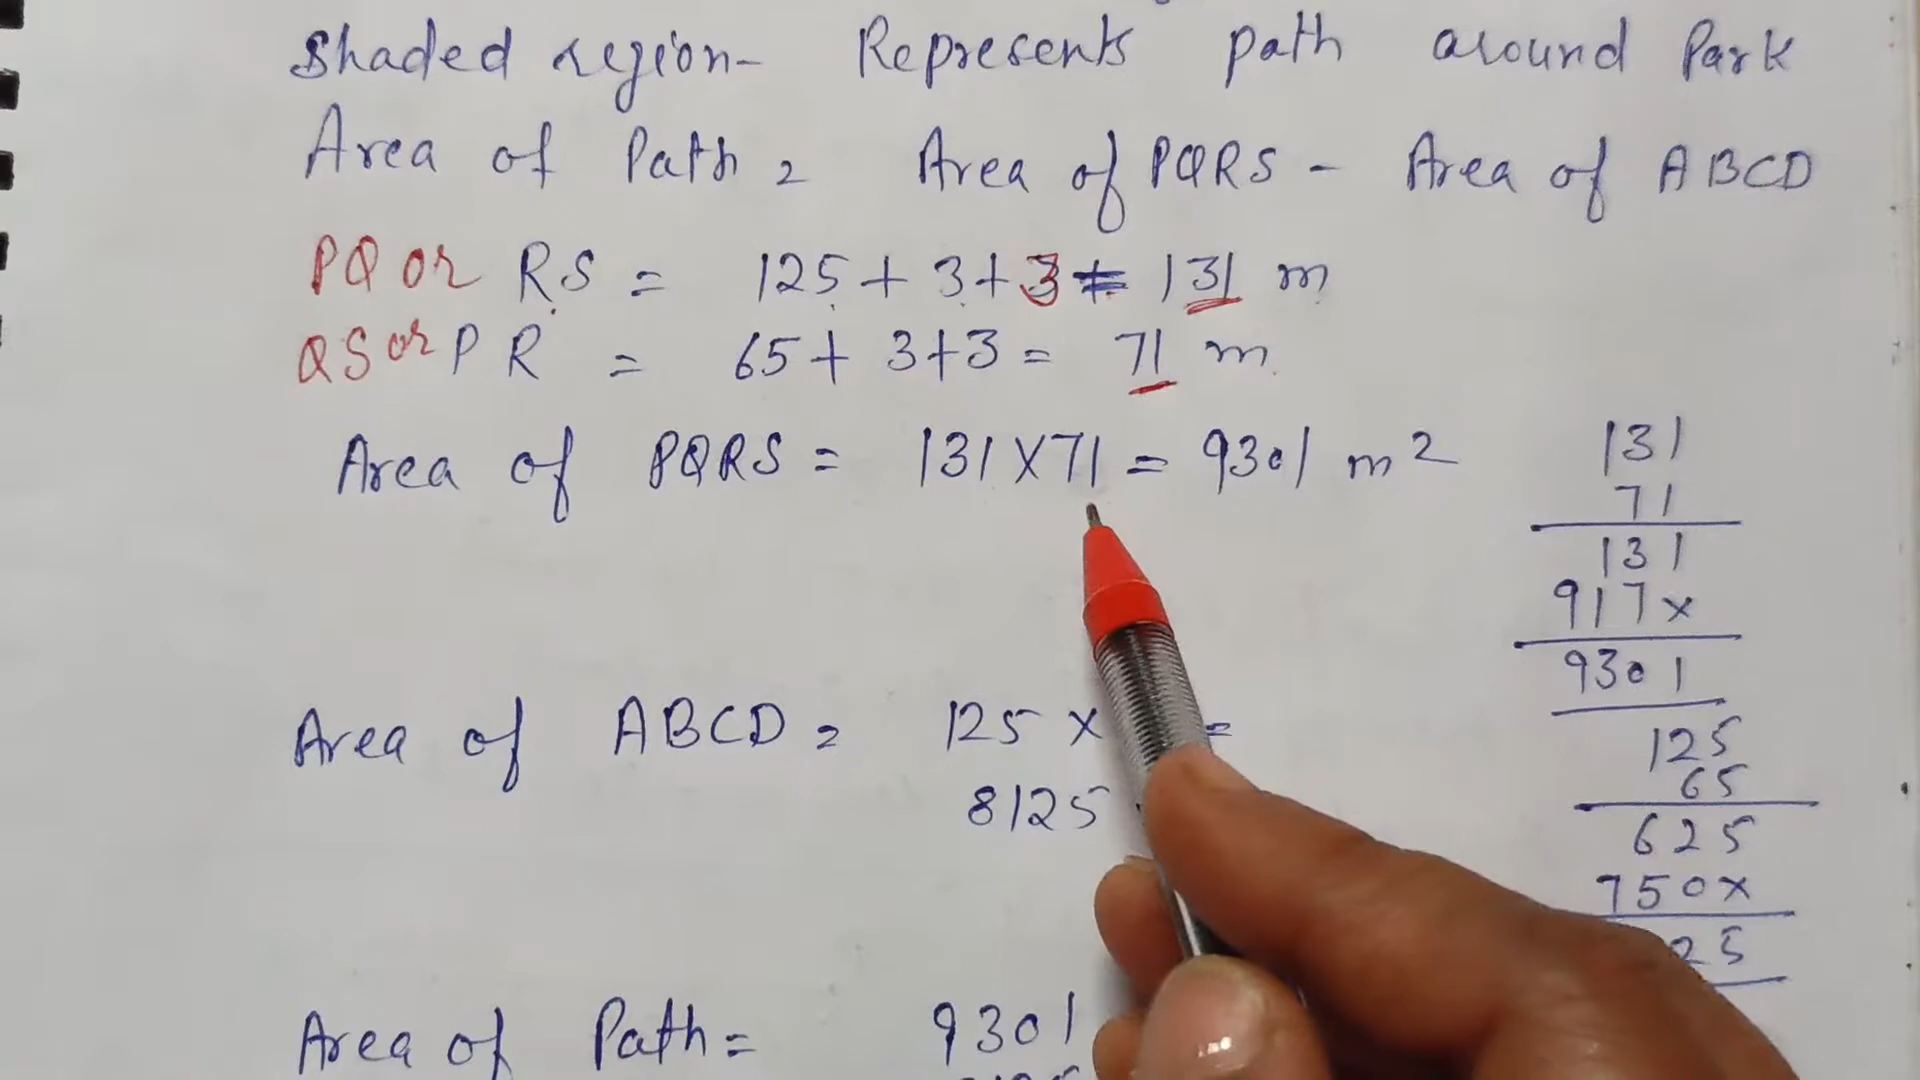 Shaded region- Represents path around Park
Area of Path = Area of PQRS - Area of ABCD
PQ or RS = 125 + 3 + 3 = 131 m
QS or PR = 65 + 3 + 3 = 71 m
Area of PQRS = 131 X 71 = 9301 m2
131
71
131
917x
9301
Area of ABCD = 125 x =
8125
125
65
625
750x
25
Area of Path = 9301